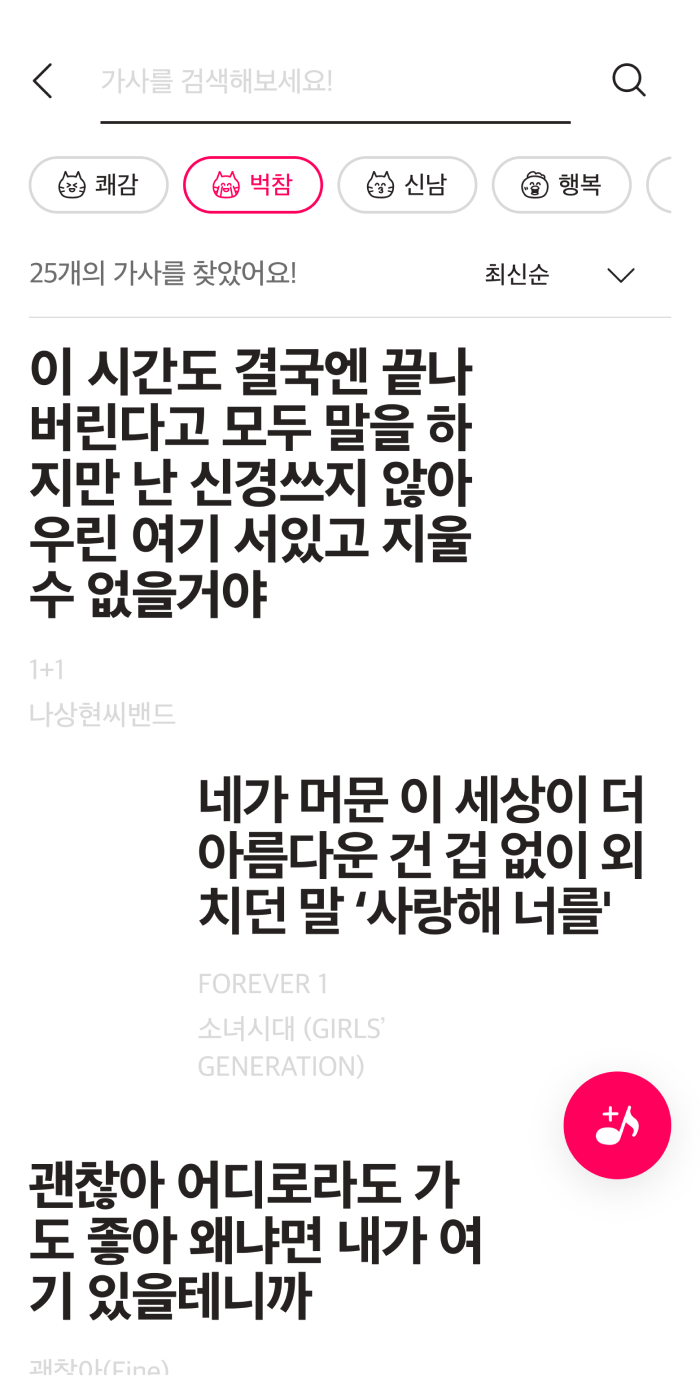 가사를 검색해보세요!
쾌감 벅참 신남 행복
25개의 가사를 찾았어요! 최신순
이 시간도 결국엔 끝나
버린다고 모두 말을 하
지만 난 신경쓰지 않아
우린 여기 서있고 지울
수 없을거야
1+1
나상현씨밴드
네가 머문 이 세상이 더
아름다운 건 겁 없이 외
치던 말 ‘사랑해 너를'
FOREVER 1
소녀시대 (GIRLS’
GENERATION)
괜찮아 어디로라도 가
도 좋아 왜냐면 내가 여
기 있을테니까
괜찮아(Fine)